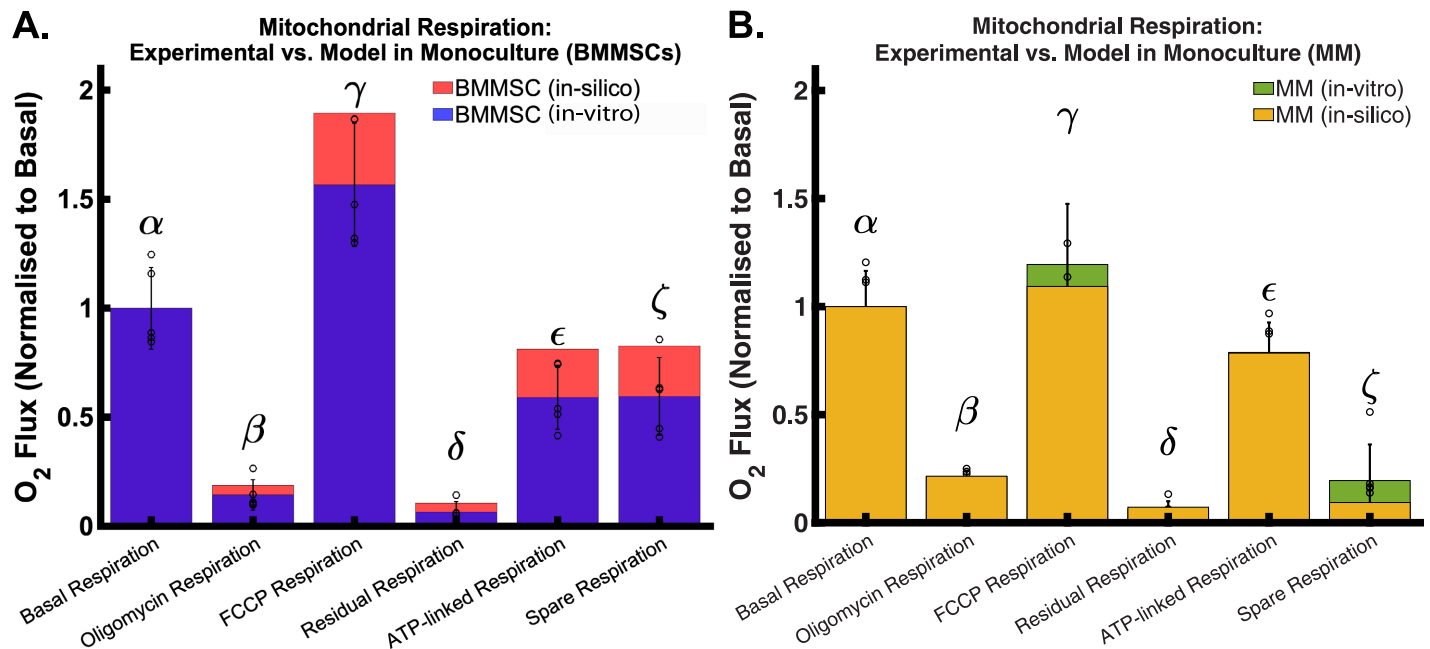 A.
Mitochondrial Respiration:
Experimental vs. Model in Monoculture (BMMSCs)
BMMSC (in-silico)
BMMSC (in-vitro)
O2 Flux (Normalised to Basal)
2
1.5
1
0.5
0
α
β
γ
δ
ϵ
ζ
Basal Respiration
Oligomycin Respiration
FCCP Respiration
Residual Respiration
ATP-linked Respiration
Spare Respiration
B.
Mitochondrial Respiration:
Experimental vs. Model in Monoculture (MM)
MM (in-vitro)
MM (in-silico)
O2 Flux (Normalised to Basal)
2
1.5
1
0.5
0
α
β
γ
δ
ϵ
ζ
Basal Respiration
Oligomycin Respiration
FCCP Respiration
Residual Respiration
ATP-linked Respiration
Spare Respiration